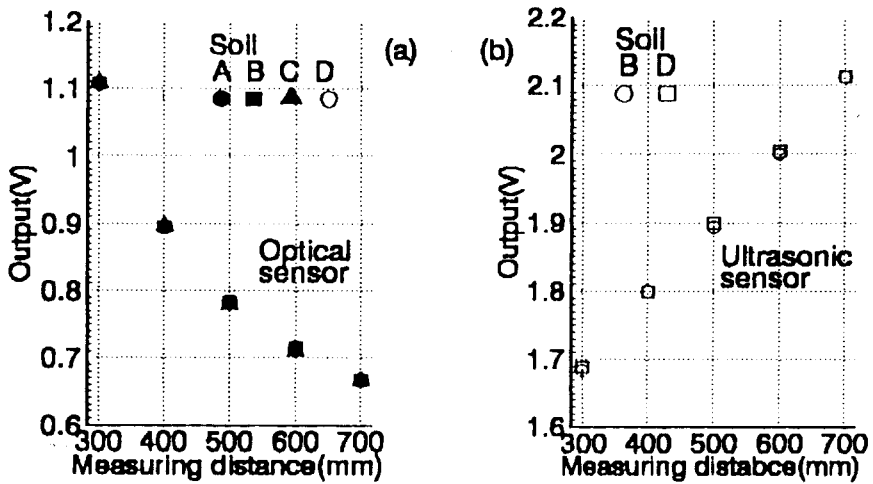 1.2
1.1
1
0.9
0.8
0.7
0.6
300 400 500 600 700
Output(V)
Measuring distance(mm)
Soil
A B C D
(a)
Optical
sensor
2.2
2.1
2
1.9
1.8
1.7
1.6
300 400 500 600 700
Output(V)
Measuring distabce(mm)
(b)
Soil
B D
Ultrasonic
sensor